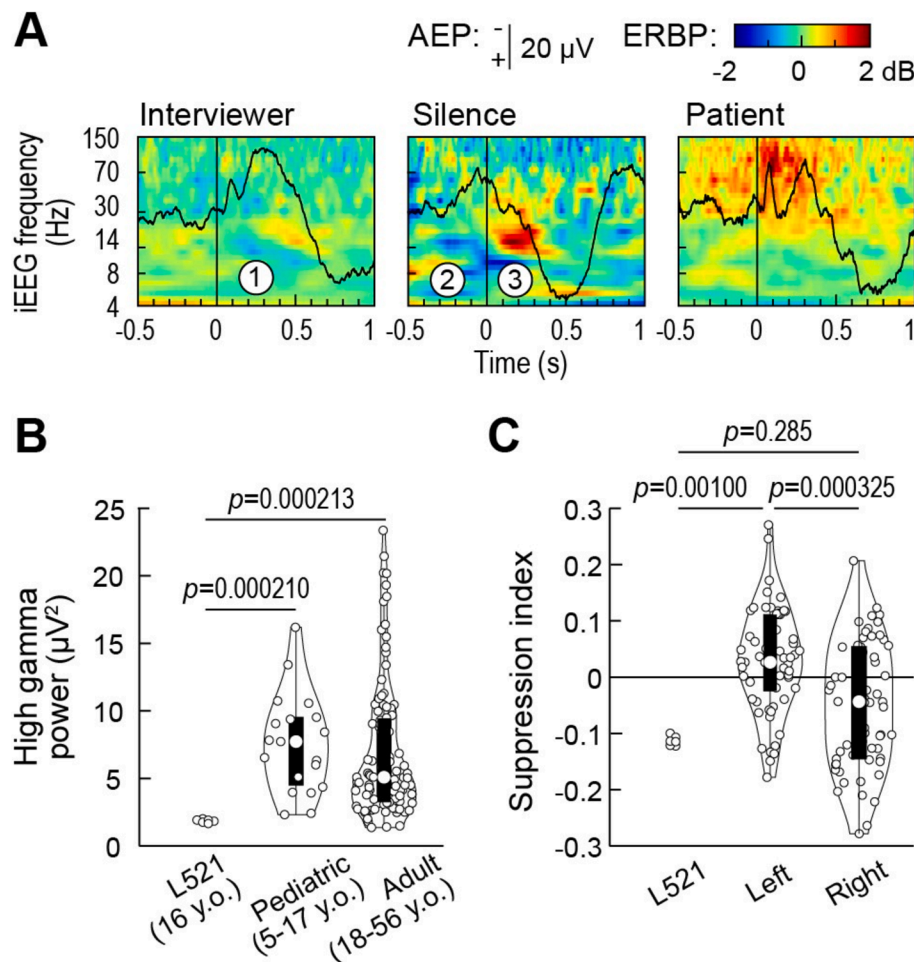 A
AEP: - + 20 µV ERBP: -2 0 2 dB
Interviewer Silence Patient
iEEG frequency (Hz)
150
70
30
14
8
4
1 2 3
-0.5 0 0.5 1 -0.5 0 0.5 1 -0.5 0 0.5 1
Time (s)
B
p=0.000213
p=0.000210
High gamma
power (µV²)
25
20
15
10
5
0
L521
(16 y.o.)
Pediatric
(5-17 y.o.)
Adult
(18-56 y.o.)
C
p=0.285
p=0.00100 p=0.000325
Suppression index
0.3
0.2
0.1
0
-0.1
-0.2
-0.3
L521 Left Right